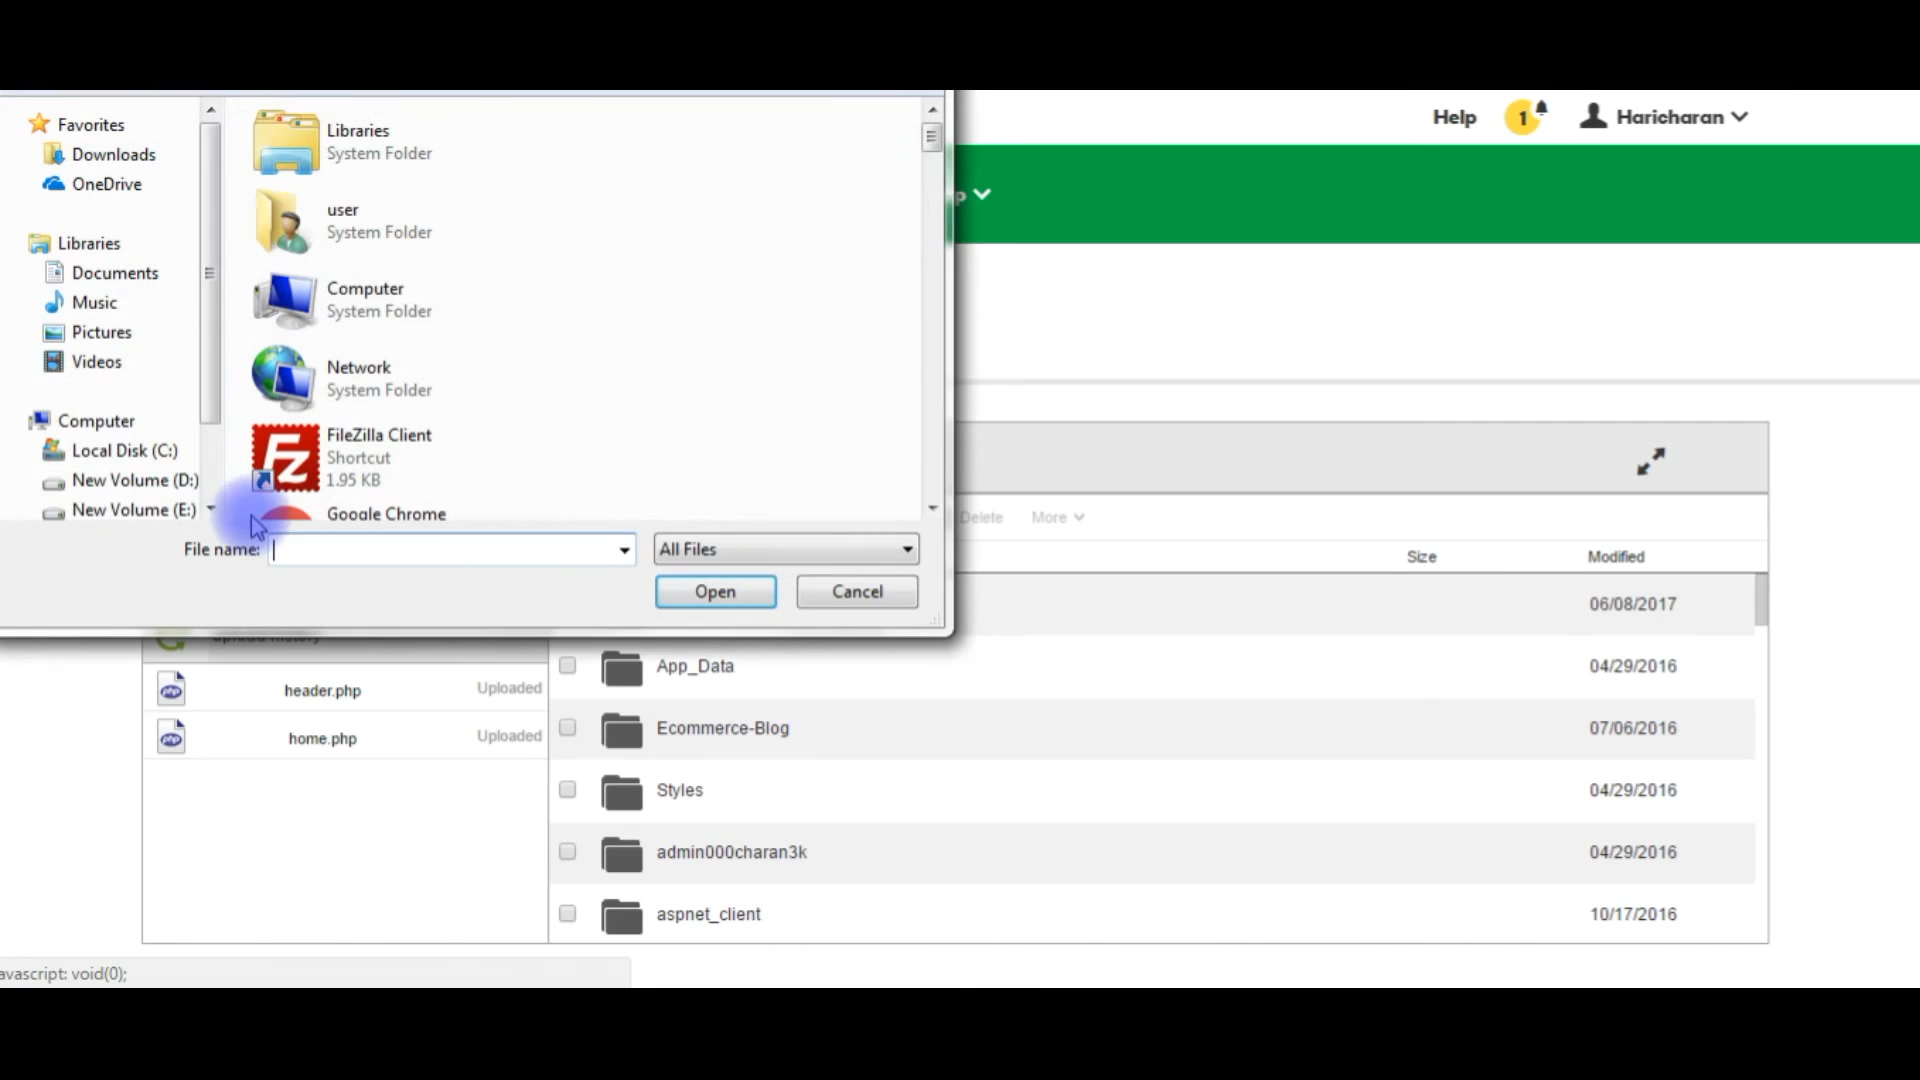 Favorites
Downloads
OneDrive
Libraries
Documents
Music
Pictures
Videos
Computer
Local Disk (C:)
New Volume (D:)
New Volume (E:)
Libraries
System Folder
user
System Folder
Computer
System Folder
Network
System Folder
FileZilla Client
Shortcut
1.95 KB
Google Chrome
File name:
All Files
Open
Cancel
Help
1
Haricharan
p
Delete
More
Size
Modified
06/08/2017
header.php
Uploaded
home.php
Uploaded
App_Data
04/29/2016
Ecommerce-Blog
07/06/2016
Styles
04/29/2016
admin000charan3k
04/29/2016
aspnet_client
10/17/2016
avascript: void(0);